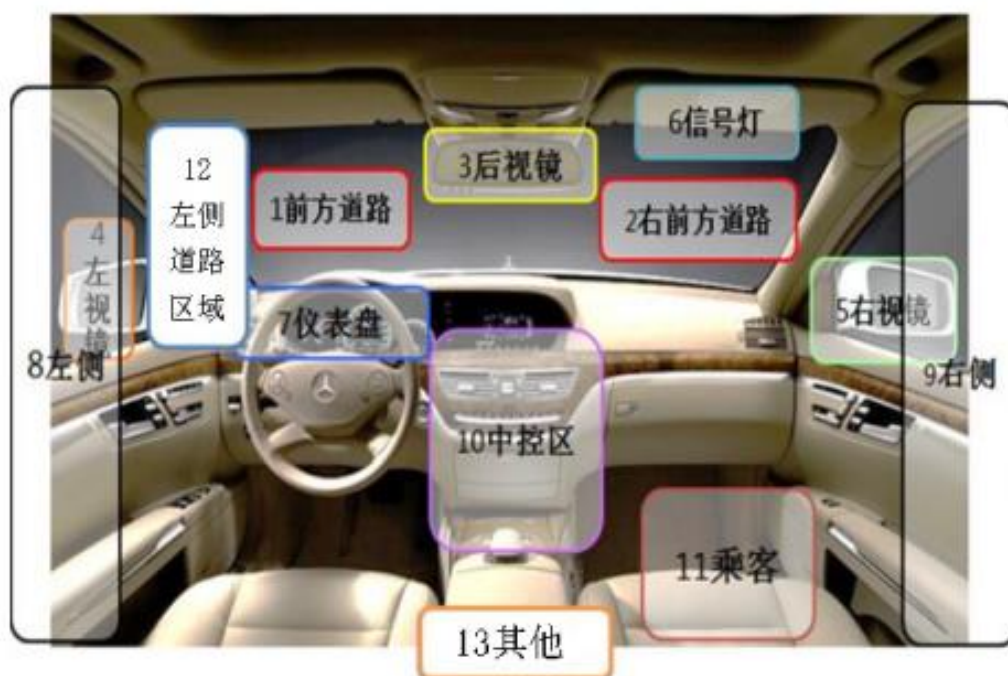 6信号灯
3后视镜
12
左侧
道路
区域
1前方道路
2右前方道路
4
左
视
镜
7仪表盘
5右视镜
8左侧
9右侧
10中控区
11乘客
13其他